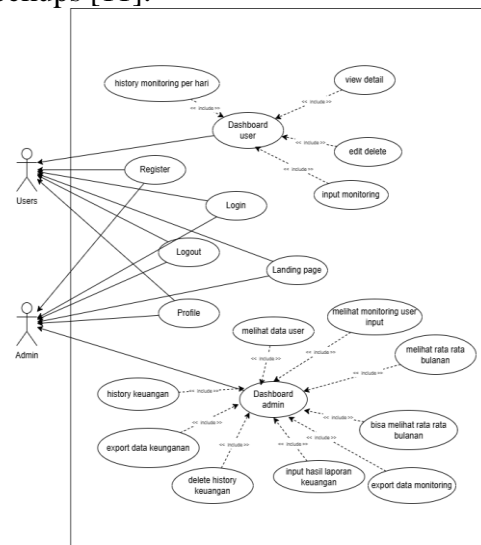 history monitoring per hari
view detail
<< include >>
<< include >>
Dashboard
user
<< include >>
edit delete
<< include >>
input monitoring
Users
Register
Login
Logout
Landing page
Profile
Admin
melihat data user
melihat monitoring user
input
melihat rata rata
bulanan
<< include >>
<< include >>
<< include >>
history keuangan
<< include >>
Dashboard
admin
<< include >>
bisa melihat rata rata
bulanan
<< include >>
export data keunganan
<< include >>
<< include >>
<< include >>
delete history
keuangan
input hasil laporan
keuangan
export data monitoring